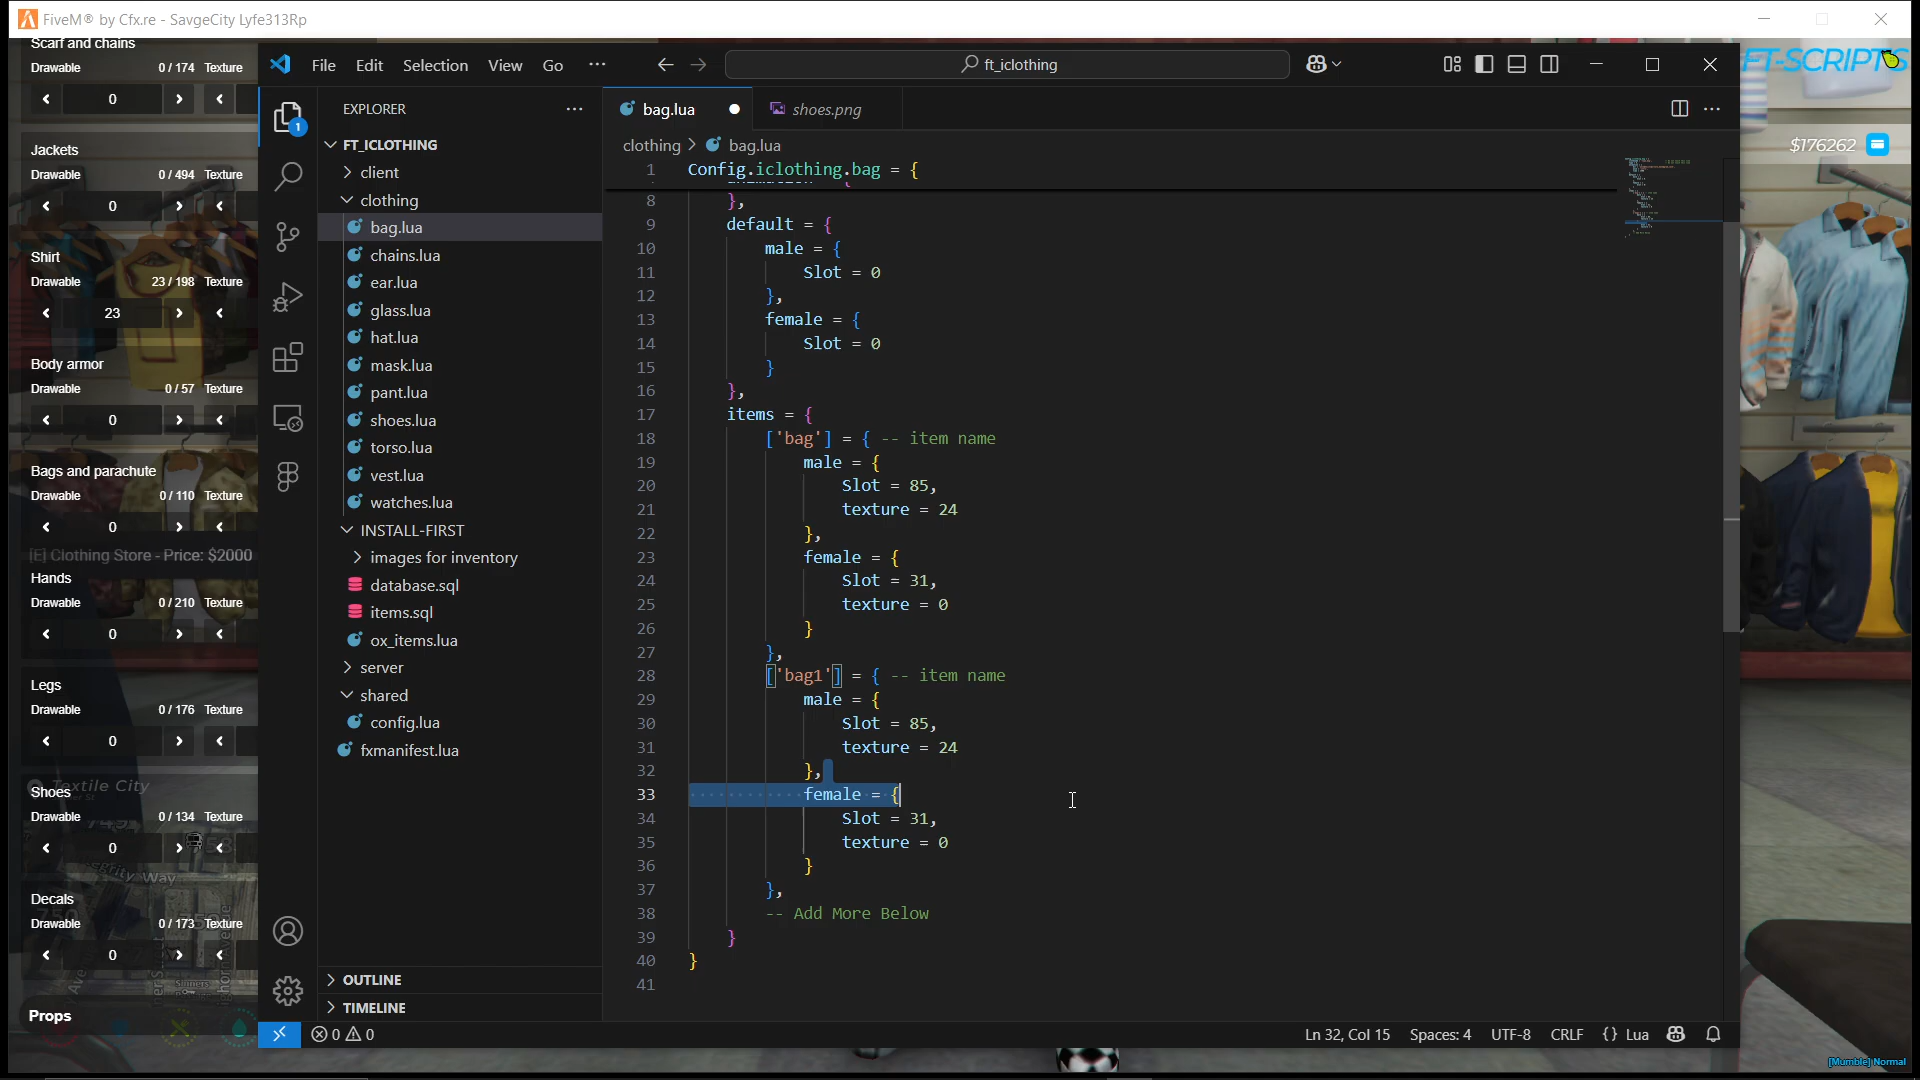 FiveM® by Cfx.re - SavgeCity Lyfe313Rp
Scarf and chains
Drawable 0 / 174 Texture
0
Jackets
Drawable 0 / 494 Texture
0
Shirt
Drawable 23 / 198 Texture
23
Body armor
Drawable 0 / 57 Texture
0
Bags and parachute
Drawable 0 / 110 Texture
0
[E] Clothing Store - Price: $2000
Hands
Drawable 0 / 210 Texture
0
Legs
Drawable 0 / 176 Texture
0
Textile City
Shoes
Drawable 0 / 134 Texture
0
Integrity Way
Decals
Drawable 0 / 173 Texture
0
Sinners
Props
File Edit Selection View Go ···
ft_iclothing
EXPLORER ···
FT_ICLOTHING
client
clothing
bag.lua
chains.lua
ear.lua
glass.lua
hat.lua
mask.lua
pant.lua
shoes.lua
torso.lua
vest.lua
watches.lua
INSTALL-FIRST
images for inventory
database.sql
items.sql
ox_items.lua
server
shared
config.lua
fxmanifest.lua
OUTLINE
TIMELINE
1
bag.lua
shoes.png
clothing > bag.lua
1 Config.iclothing.bag = {
8 },
9 default = {
10 male = {
11 Slot = 0
12 },
13 female = {
14 Slot = 0
15 }
16 },
17 items = {
18 ['bag'] = { -- item name
19 male = {
20 Slot = 85,
21 texture = 24
22 },
23 female = {
24 Slot = 31,
25 texture = 0
26 }
27 },
28 ['bag1'] = { -- item name
29 male = {
30 Slot = 85,
31 texture = 24
32 },
33 female = {
34 Slot = 31,
35 texture = 0
36 }
37 },
38 -- Add More Below
39 }
40 }
41
0 0
Ln 32, Col 15 Spaces: 4 UTF-8 CRLF {} Lua
FT-SCRIPTS
$176262
[Mumble] Normal